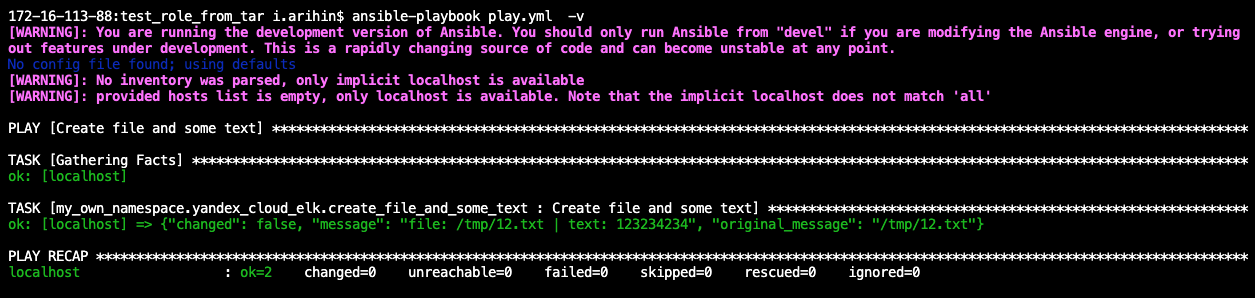 172-16-113-88:test_role_from_tar i.arihin$ ansible-playbook play.yml  -v
[WARNING]: You are running the development version of Ansible. You should only run Ansible from "devel" if you are modifying the Ansible engine, or trying
out features under development. This is a rapidly changing source of code and can become unstable at any point.
No config file found; using defaults
[WARNING]: No inventory was parsed, only implicit localhost is available
[WARNING]: provided hosts list is empty, only localhost is available. Note that the implicit localhost does not match 'all'
PLAY [Create file and some text] **************************************************************************************************************************
TASK [Gathering Facts] ************************************************************************************************************************************
ok: [localhost]
TASK [my_own_namespace.yandex_cloud_elk.create_file_and_some_text : Create file and some text] ************************************************************
ok: [localhost] => {"changed": false, "message": "file: /tmp/12.txt | text: 123234234", "original_message": "/tmp/12.txt"}
PLAY RECAP ************************************************************************************************************************************************
localhost                  : ok=2    changed=0    unreachable=0    failed=0    skipped=0    rescued=0    ignored=0